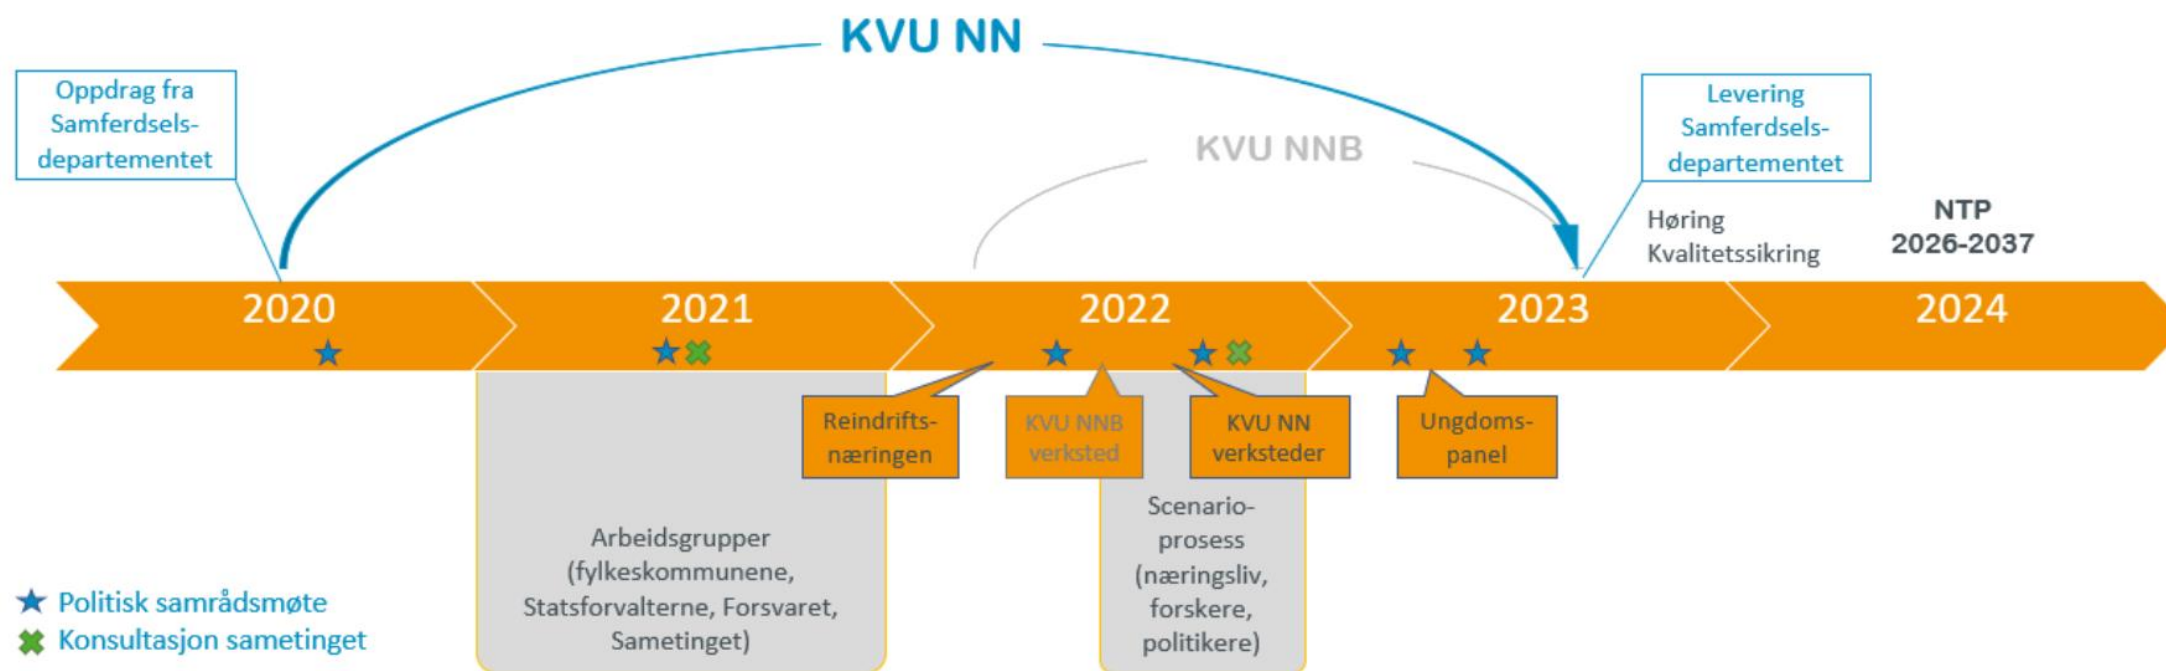 KVU NN
Oppdrag fra
Samferdsels-
departementet
Levering
Samferdsels-
departementet
KVU NNB
Høring
Kvalitetssikring
NTP
2026-2037
2020
2021
2022
2023
2024
Reindrifts-
næringen
KVU NNB
verksted
KVU NN
verksteder
Ungdoms-
panel
Arbeidsgrupper
(fylkeskommunene,
Statsforvalterne, Forsvaret,
Sametinget)
Scenario-
prosess
(næringsliv,
forskere,
politikere)
Politisk samrådsmøte
Konsultasjon sametinget